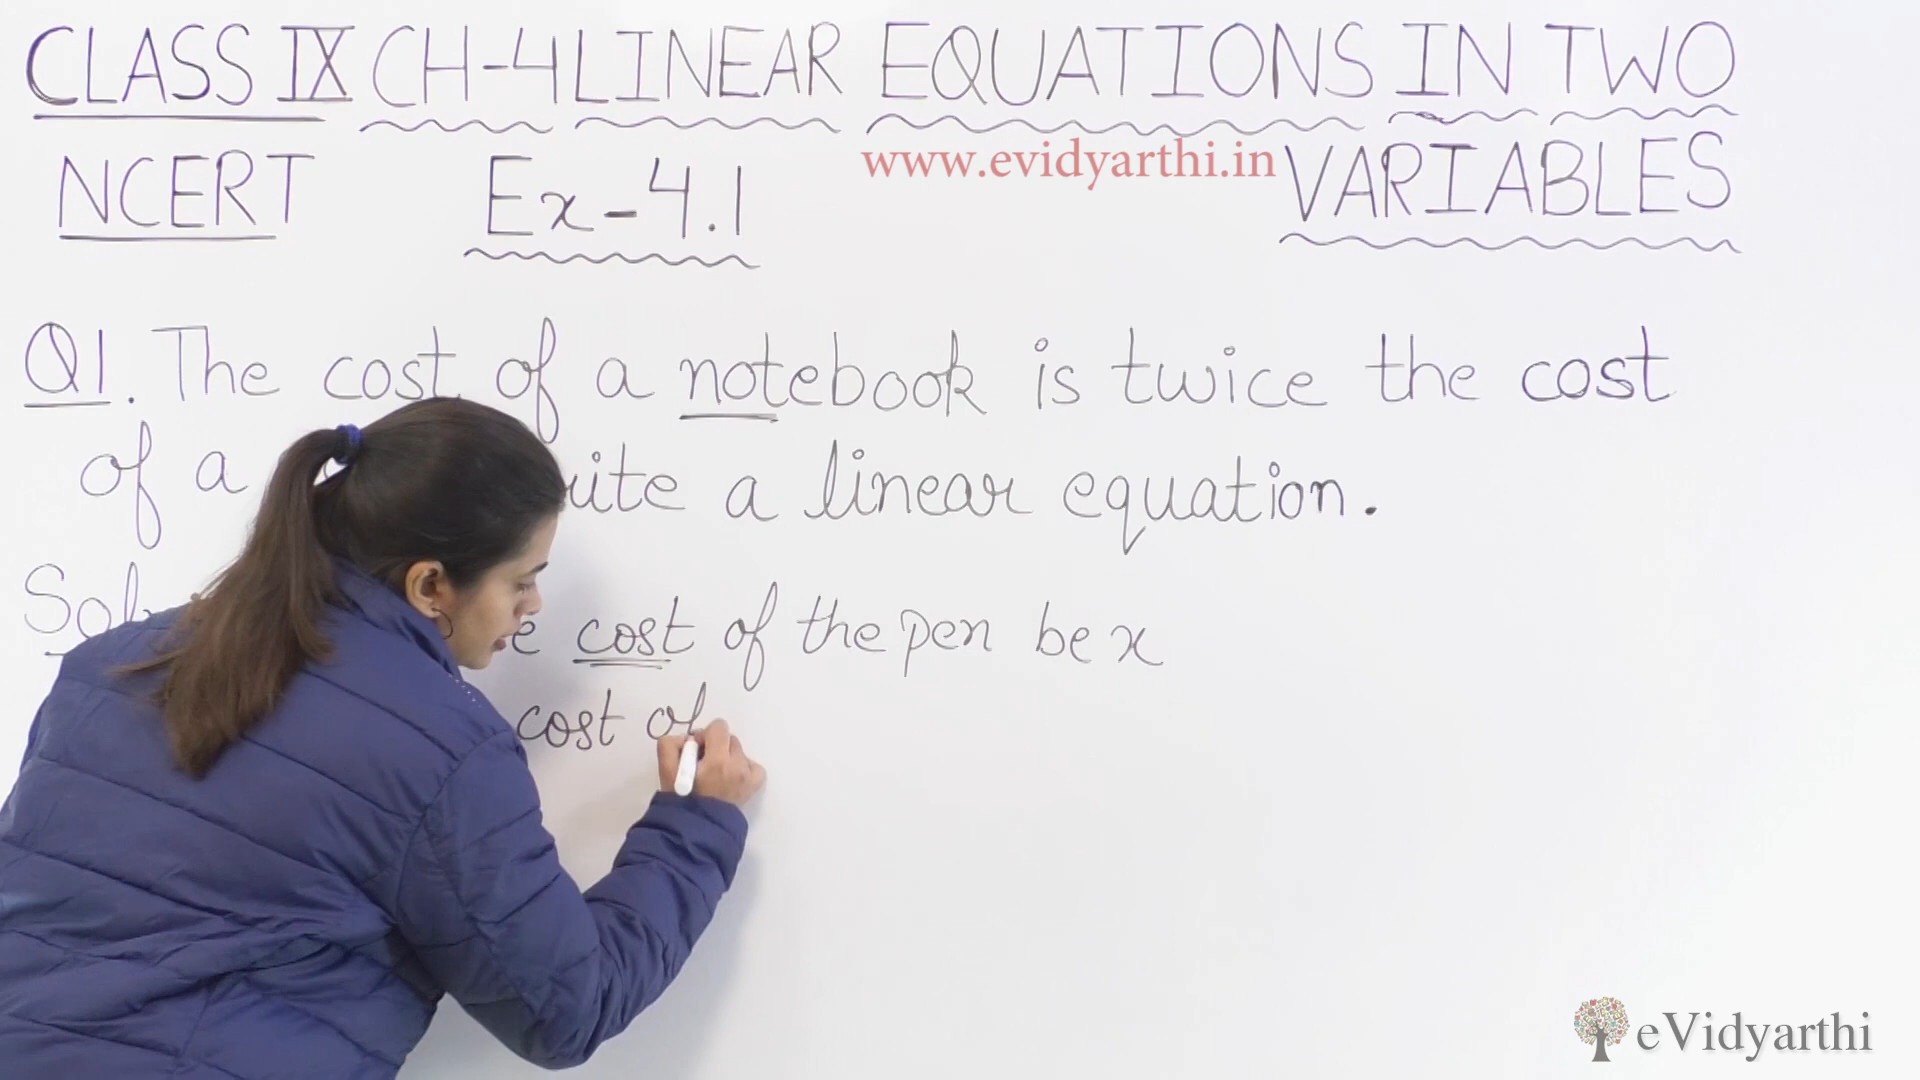 CLASS IX CH-4 LINEAR EQUATIONS IN TWO
VARIABLES
NCERT Ex-4.1
www.evidyarthi.in
Q1. The cost of a notebook is twice the cost
of a a linear equation.
cost of the pen be x
cost of
eVidyarthi